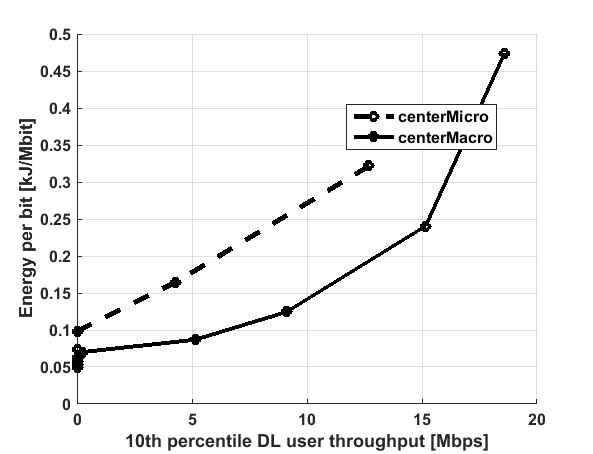 0.5
0.45
0.4
0.35
0.3
0.25
0.2
0.15
0.1
0.05
0
Energy per bit [kJ/Mbit]
centerMicro
centerMacro
0 5 10 15 20
10th percentile DL user throughput [Mbps]